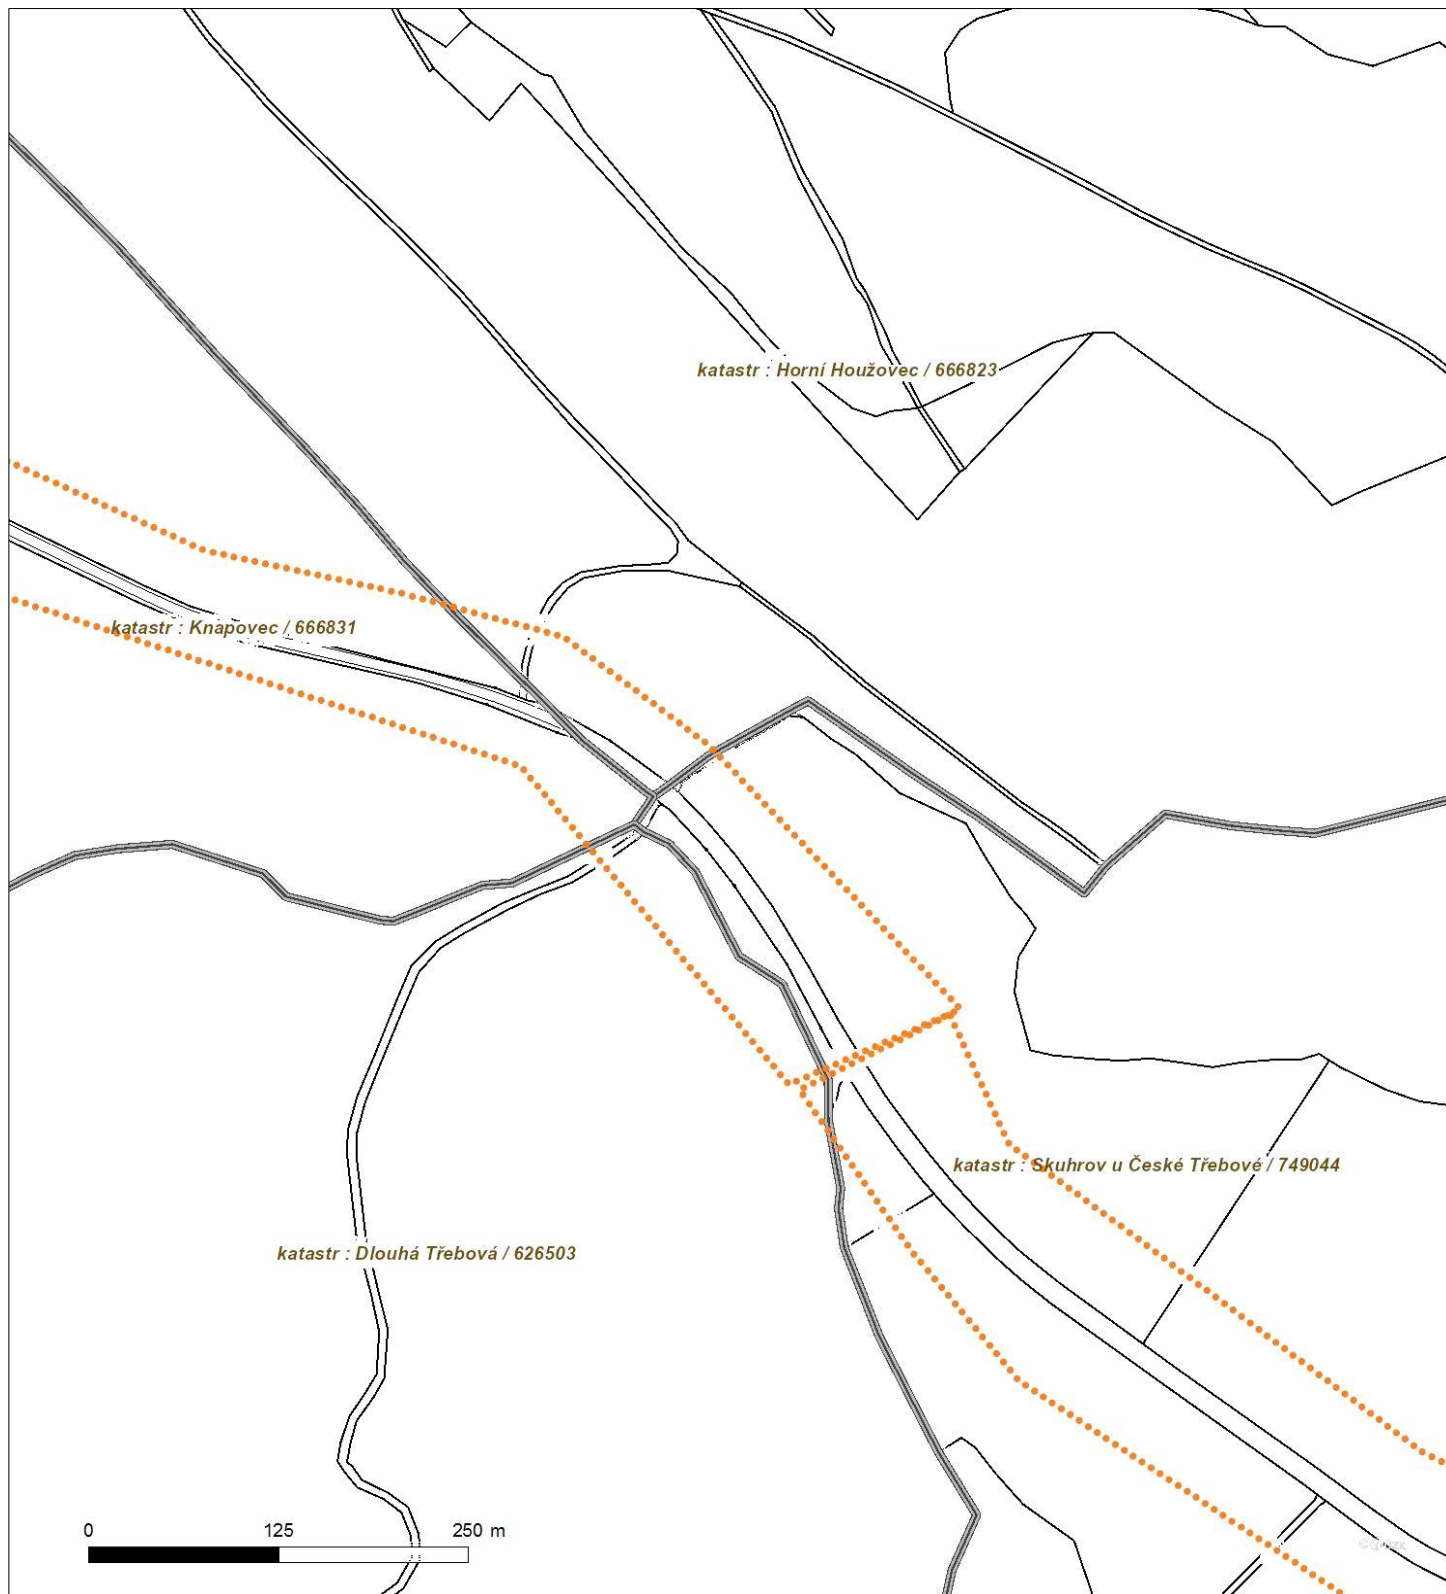 katastr : Horní Houžovec / 666823
katastr : Knapovec / 666831
katastr : Skuhrov u České Třebové / 749044
katastr : Dlouhá Třebová / 626503
0 125 250 m